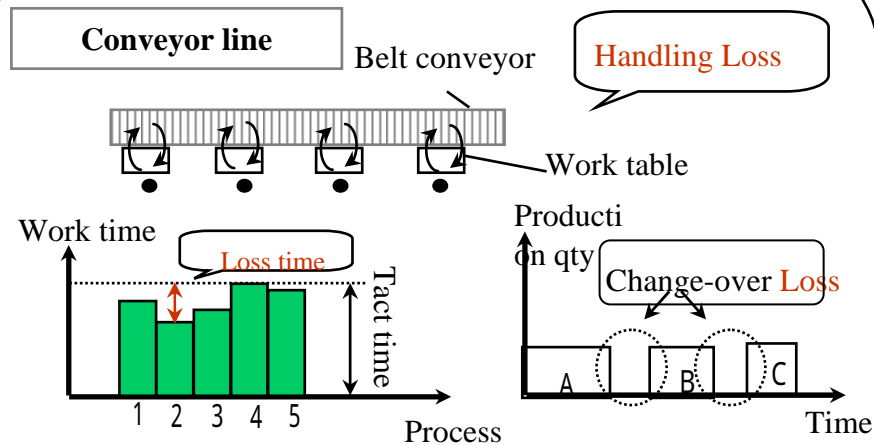 Conveyor line
Belt conveyor
Handling Loss
Work table
Work time
Loss time
Tact time
1 2 3 4 5
Process
Producti
on qty
Change-over Loss
A B C
Time